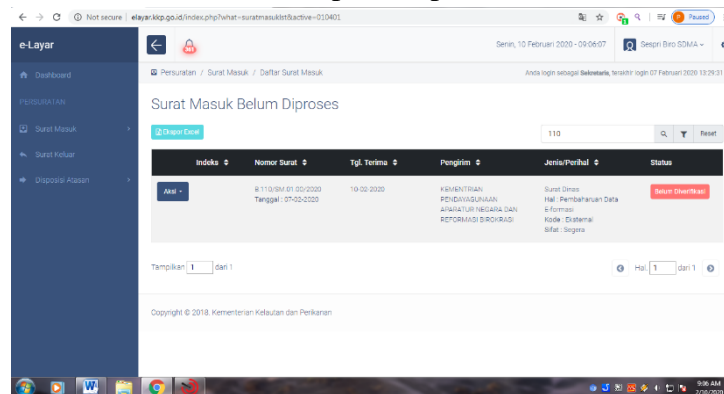 Not secure | elayar.kkp.go.id/index.php?what=suratmasuklst&active=010401
Paused
e-Layar
Senin, 10 Februari 2020 - 09:06:07
Sespri Biro SDMA
Dashboard
Persuratan / Surat Masuk / Daftar Surat Masuk
Anda login sebagai Sekretaris, terakhir login 07 Februari 2020 13:29:31
PERSURATAN
Surat Masuk Belum Diproses
Surat Masuk
Ekspor Excel
110
Reset
Surat Keluar
Disposisi Atasan
Indeks Nomor Surat Tgl. Terima Pengirim Jenis/Perihal Status
Aksi
B.110/SM.01.00/2020
Tanggal : 07-02-2020
10-02-2020
KEMENTRIAN
PENDAYAGUNAAN
APARATUR NEGARA DAN
REFORMASI BIROKRASI
Surat Dinas
Hal : Pembaharuan Data
E-formasi
Kode : Eksternal
Sifat : Segera
Belum Diverifikasi
Tampilkan 1 dari 1
Hal. 1 dari 1
Copyright © 2018. Kementerian Kelautan dan Perikanan
9:06 AM
2/10/2020